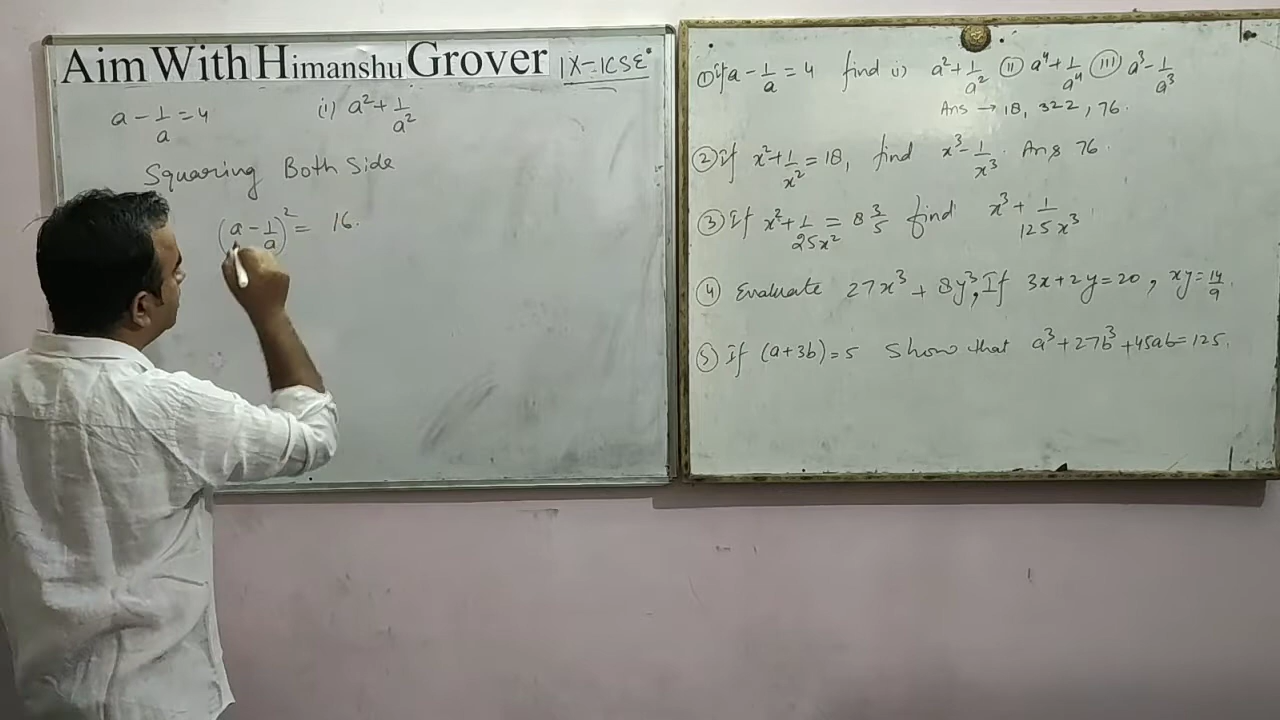 Aim With Himanshu Grover IX-ICSE
a - 1/a = 4 (i) a² + 1/a²
Squaring Both Side
(a - 1/a)² = 16.
① If a - 1/a = 4 find (i) a² + 1/a² (ii) a⁴ + 1/a⁴ (iii) a³ - 1/a³
Ans → 18, 322, 76.
② If x² + 1/x² = 18, find x³ - 1/x³. Ans 76.
③ If x² + 1/25x² = 8 3/5 find x³ + 1/125x³
④ Evaluate 27x³ + 8y³, If 3x + 2y = 20, xy = 14/9.
⑤ If (a+3b) = 5 Show that a³ + 27b³ + 45ab = 125.